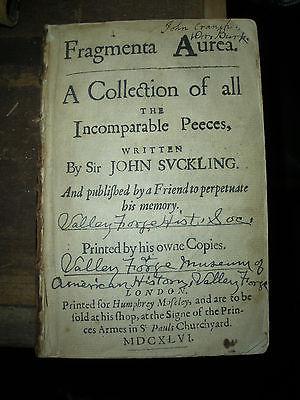 John
Fragmenta Aurea.
A Collection of all
THE
Incomparable Peeces,
WRITTEN
By Sir JOHN SVCKLING.
And published by a Friend to perpetuate
his memory.
Valley Forge Hist. Soc.
Printed by his owne Copies.
Valley Forge Museum of
American History, Valley Forge
LONDON.
Printed for Humphrey Moseley, and are to be
sold at his shop, at the Signe of the Prin-
ces Armes in St Pauls Churchyard.
MDCXLVI.